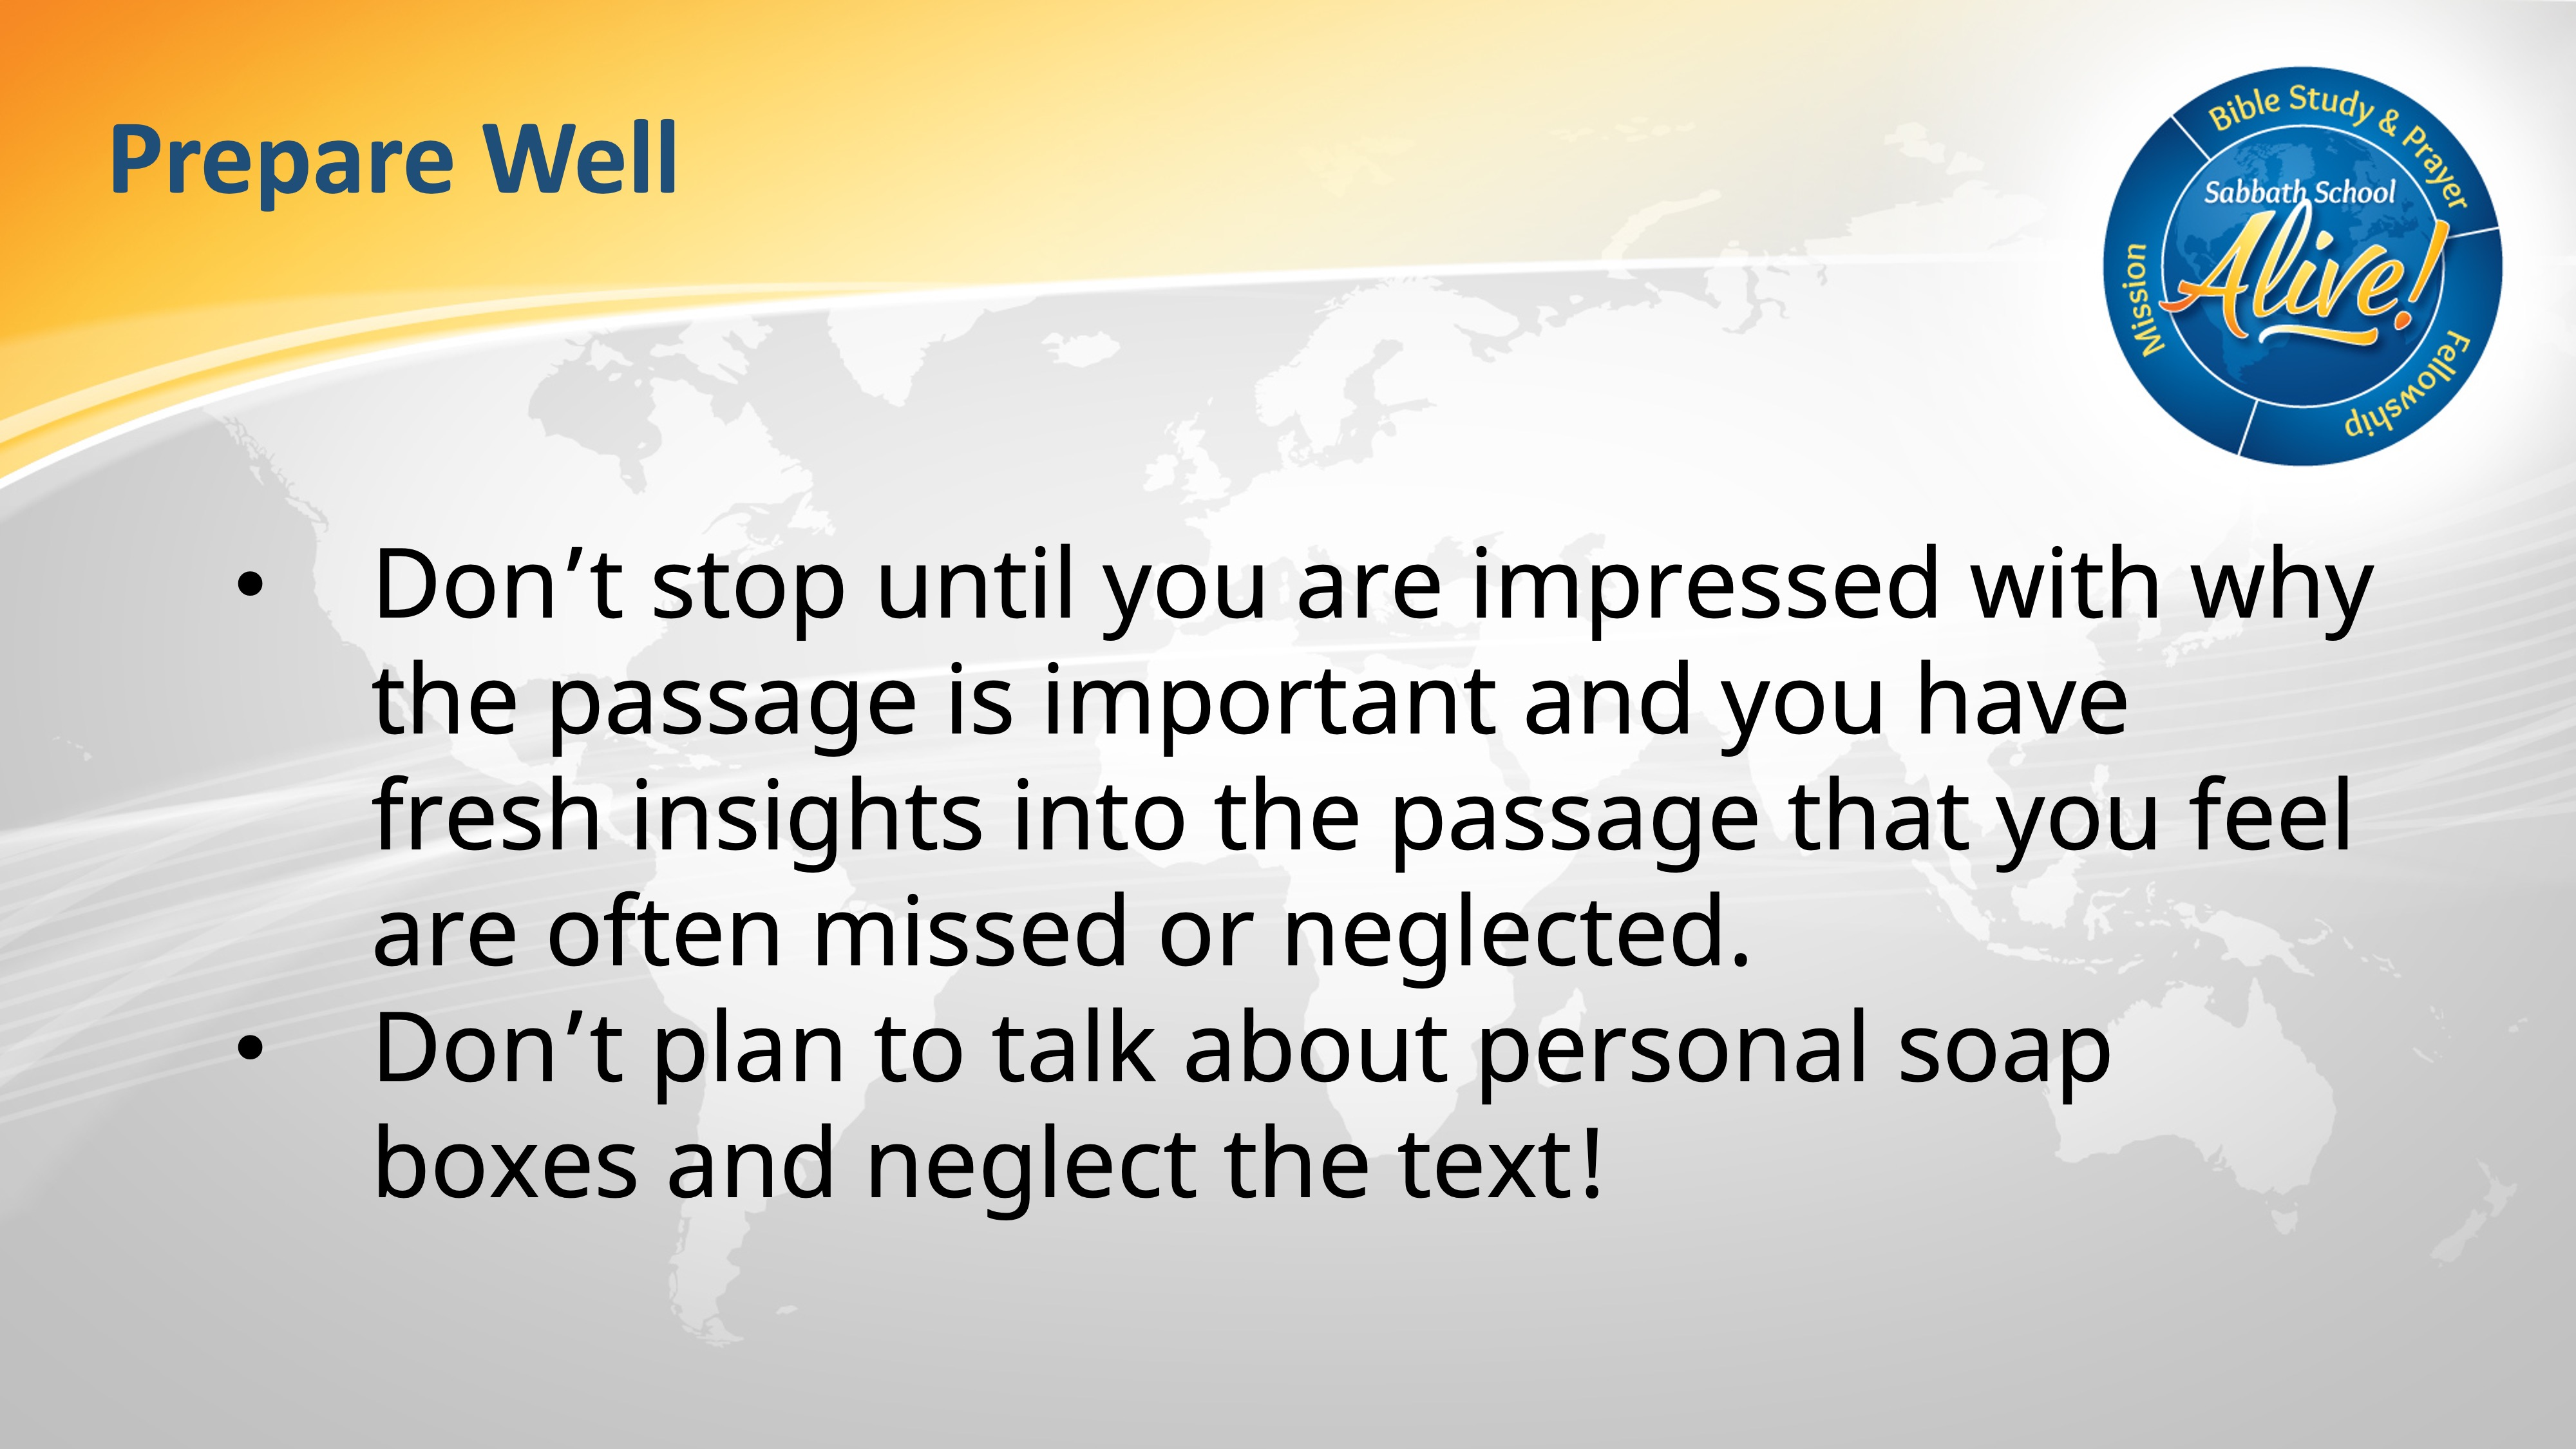 Prepare Well
Bible Study & Prayer
Sabbath School
Alive!
Mission
Fellowship
• Don’t stop until you are impressed with why
the passage is important and you have
fresh insights into the passage that you feel
are often missed or neglected.
• Don’t plan to talk about personal soap
boxes and neglect the text!